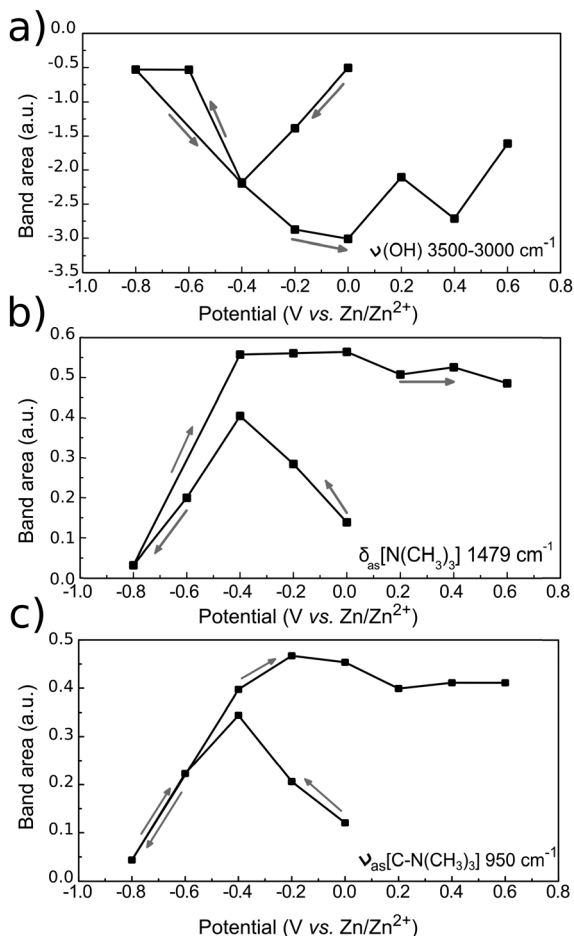 a)
0.0
-0.5
-1.0
-1.5
-2.0
-2.5
-3.0
-3.5
Band area (a.u.)
ν(OH) 3500-3000 cm⁻¹
-1.0 -0.8 -0.6 -0.4 -0.2 0.0 0.2 0.4 0.6 0.8
Potential (V vs. Zn/Zn²⁺)
b)
0.6
0.5
0.4
0.3
0.2
0.1
0.0
Band area (a.u.)
δas[N(CH₃)₃] 1479 cm⁻¹
-1.0 -0.8 -0.6 -0.4 -0.2 0.0 0.2 0.4 0.6 0.8
Potential (V vs. Zn/Zn²⁺)
c)
0.5
0.4
0.3
0.2
0.1
0.0
Band area (a.u.)
νas[C-N(CH₃)₃] 950 cm⁻¹
-1.0 -0.8 -0.6 -0.4 -0.2 0.0 0.2 0.4 0.6 0.8
Potential (V vs. Zn/Zn²⁺)